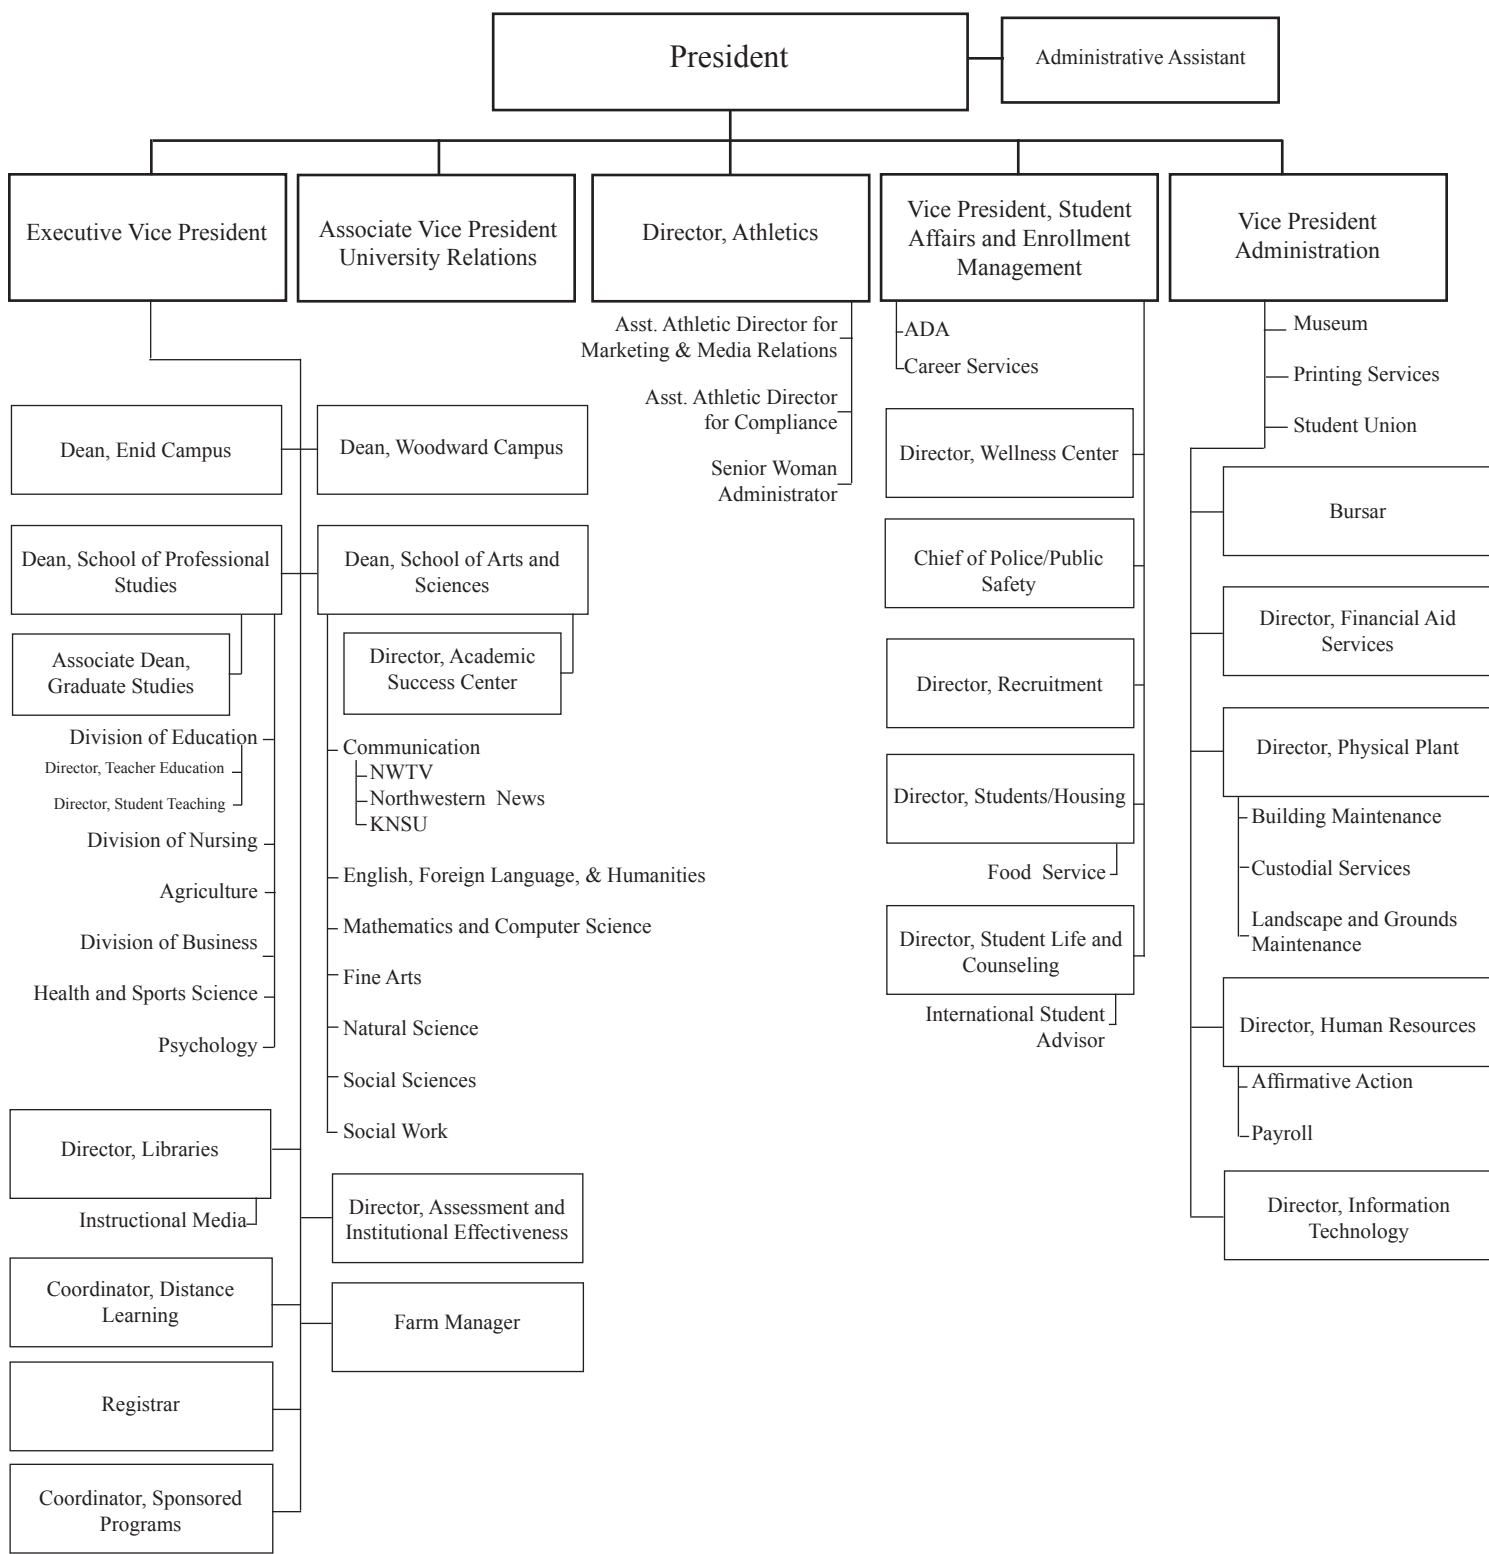 President
Administrative Assistant
Executive Vice President
Associate Vice President
University Relations
Director, Athletics
Vice President, Student
Affairs and Enrollment
Management
Vice President
Administration
Asst. Athletic Director for
Marketing & Media Relations
Asst. Athletic Director
for Compliance
Senior Woman
Administrator
ADA
Career Services
Museum
Printing Services
Student Union
Dean, Enid Campus
Dean, Woodward Campus
Dean, School of Professional
Studies
Dean, School of Arts and
Sciences
Associate Dean,
Graduate Studies
Director, Academic
Success Center
Division of Education
Director, Teacher Education
Director, Student Teaching
Division of Nursing
Agriculture
Division of Business
Health and Sports Science
Psychology
Communication
NWTV
Northwestern News
KNSU
English, Foreign Language, & Humanities
Mathematics and Computer Science
Fine Arts
Natural Science
Social Sciences
Social Work
Director, Libraries
Instructional Media
Director, Assessment and
Institutional Effectiveness
Coordinator, Distance
Learning
Farm Manager
Registrar
Coordinator, Sponsored
Programs
Director, Wellness Center
Chief of Police/Public
Safety
Director, Recruitment
Director, Students/Housing
Food Service
Director, Student Life and
Counseling
International Student
Advisor
Bursar
Director, Financial Aid
Services
Director, Physical Plant
Building Maintenance
Custodial Services
Landscape and Grounds
Maintenance
Director, Human Resources
Affirmative Action
Payroll
Director, Information
Technology